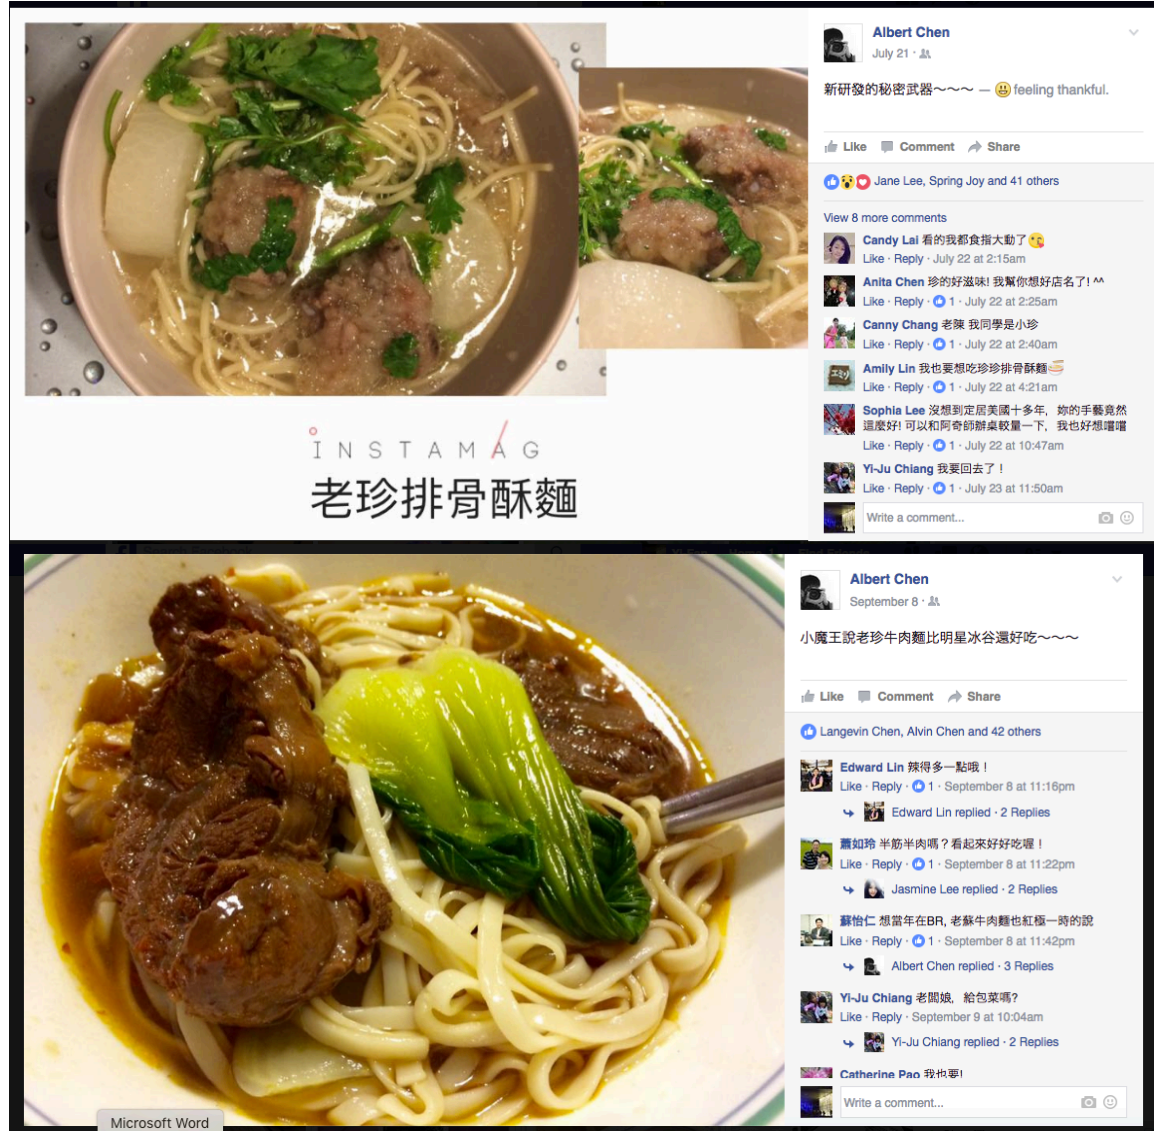 INSTAMAG
老珍排骨酥麵
Albert Chen
July 21
新研發的秘密武器～～～ — feeling thankful.
Like Comment Share
Jane Lee, Spring Joy and 41 others
View 8 more comments
Candy Lai 看的我都食指大動了
Like · Reply · July 22 at 2:15am
Anita Chen 珍的好滋味! 我幫你想好店名了! ^^
Like · Reply · 1 · July 22 at 2:25am
Canny Chang 老陳 我同學是小珍
Like · Reply · 1 · July 22 at 2:40am
Amily Lin 我也要想吃珍珍排骨酥麵
Like · Reply · 1 · July 22 at 4:21am
Sophia Lee 沒想到定居美國十多年，妳的手藝竟然
這麼好! 可以和阿奇師辦桌較量一下，我也好想嚐嚐
Like · Reply · 1 · July 22 at 10:47am
Yi-Ju Chiang 我要回去了！
Like · Reply · 1 · July 23 at 11:50am
Write a comment...
Albert Chen
September 8
小魔王說老珍牛肉麵比明星冰谷還好吃～～～
Like Comment Share
Langevin Chen, Alvin Chen and 42 others
Edward Lin 辣得多一點哦！
Like · Reply · 1 · September 8 at 11:16pm
Edward Lin replied · 2 Replies
蕭如玲 半筋半肉嗎？看起來好好吃喔！
Like · Reply · 1 · September 8 at 11:22pm
Jasmine Lee replied · 2 Replies
蘇怡仁 想當年在BR, 老蘇牛肉麵也紅極一時的說
Like · Reply · 1 · September 8 at 11:42pm
Albert Chen replied · 3 Replies
Yi-Ju Chiang 老闆娘，給包菜嗎?
Like · Reply · September 9 at 10:04am
Yi-Ju Chiang replied · 2 Replies
Catherine Pao 我也要!
Write a comment...
Microsoft Word